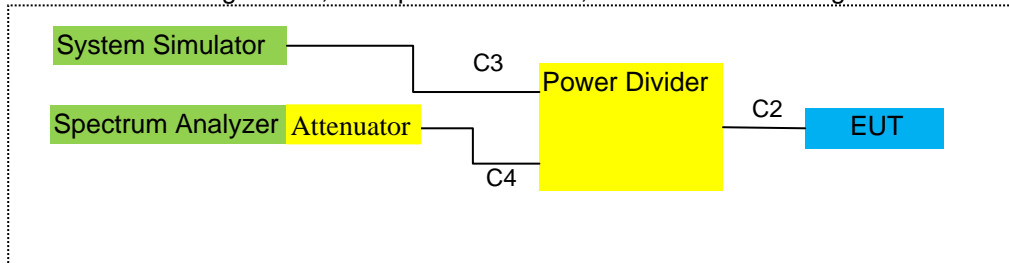 System Simulator
C3
Power Divider
C2
Spectrum Analyzer Attenuator
EUT
C4